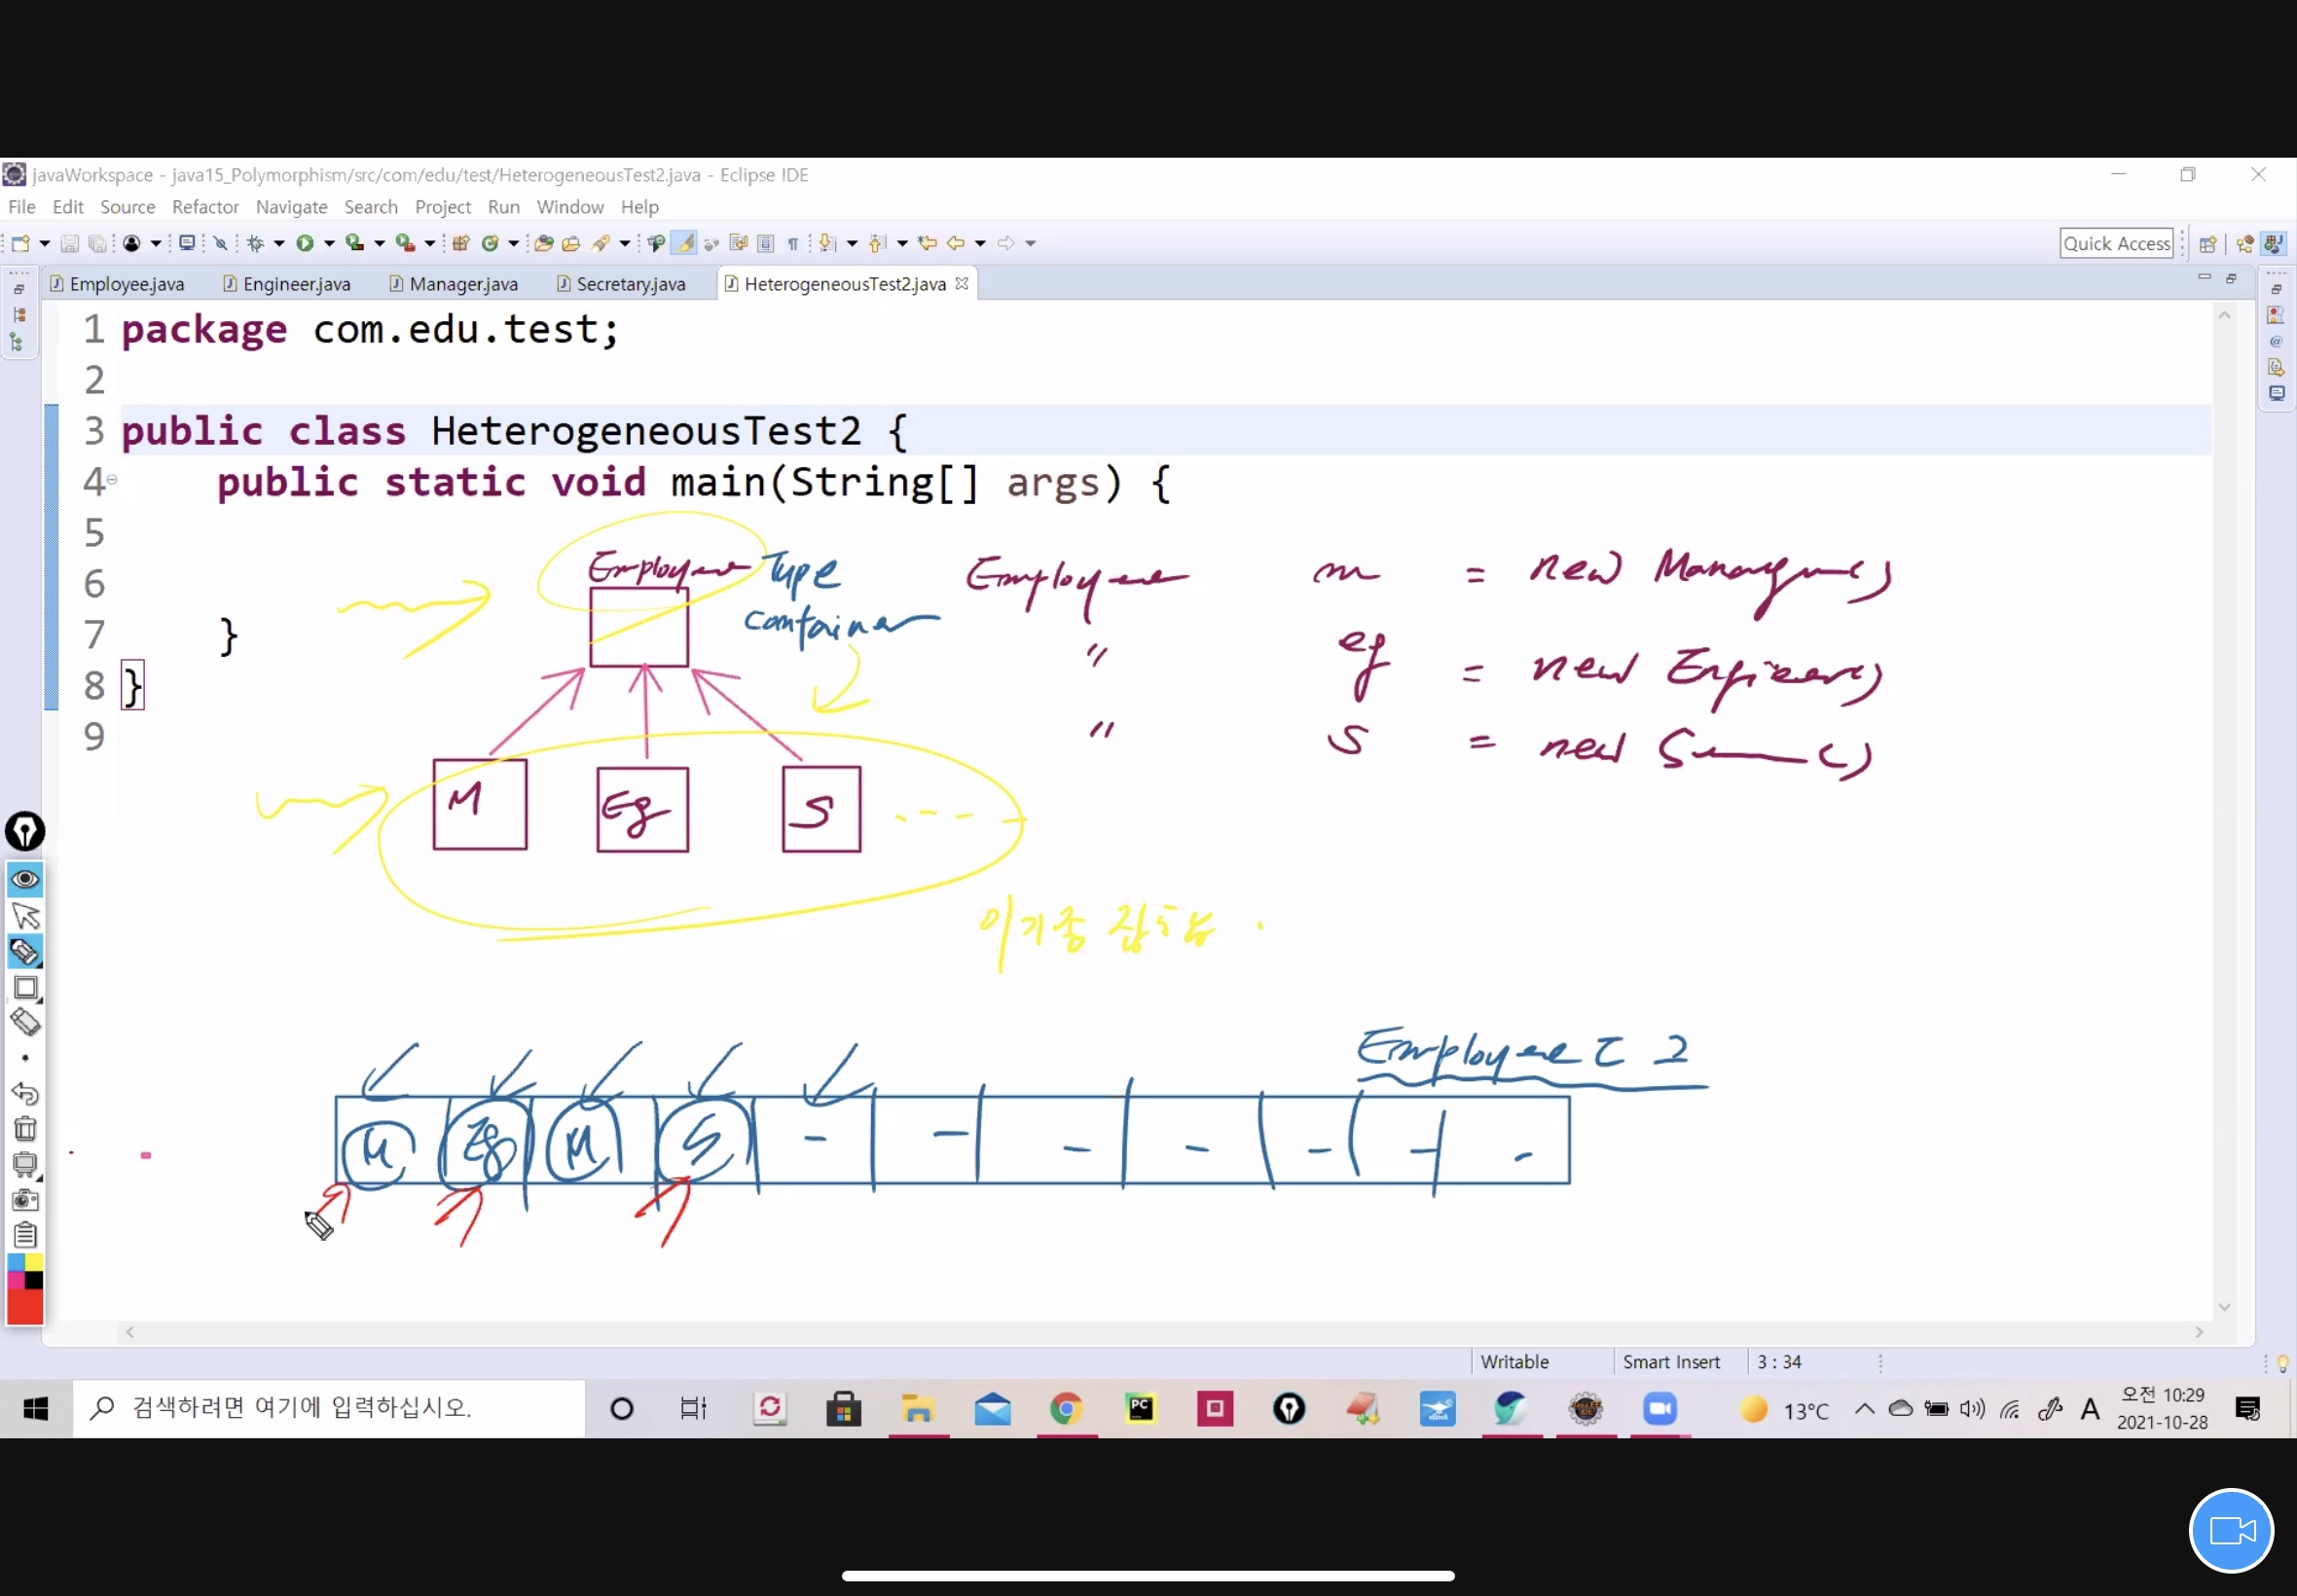 javaWorkspace - java15_Polymorphism/src/com/edu/test/HeterogeneousTest2.java - Eclipse IDE
File Edit Source Refactor Navigate Search Project Run Window Help
Quick Access
Employee.java Engineer.java Manager.java Secretary.java HeterogeneousTest2.java
1 package com.edu.test;
2
3 public class HeterogeneousTest2 {
4 public static void main(String[] args) {
5
6
7 }
8 }
9
Employee Type
Container
Employee m = new Manager()
" eg = new Engineer()
" s = new S ()
M Eg S
이기종 집합
Employee [ ]
M Eg M S - - - - - - -
Writable Smart Insert 3 : 34
검색하려면 여기에 입력하십시오.
PC
13°C A 오전 10:29
2021-10-28